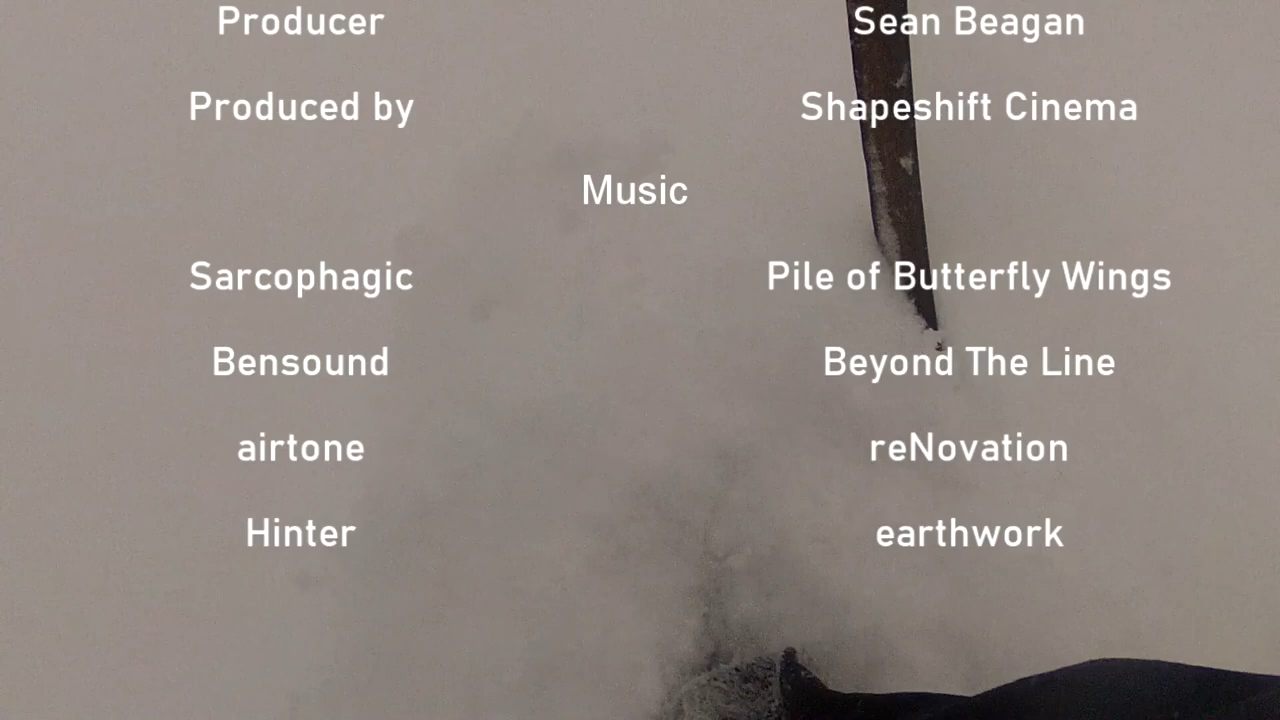 Producer Sean Beagan
Produced by Shapeshift Cinema
Music
Sarcophagic Pile of Butterfly Wings
Bensound Beyond The Line
airtone reNovation
Hinter earthwork